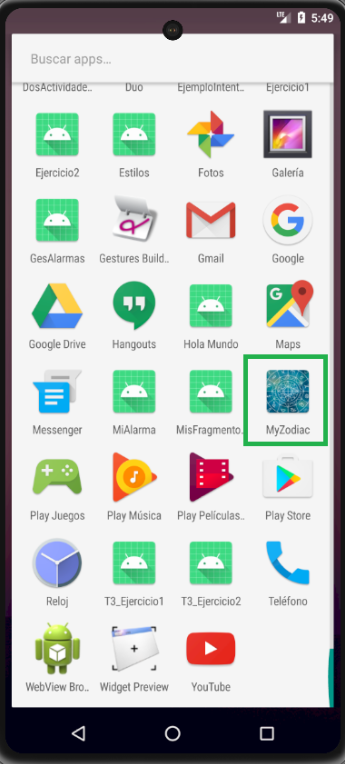 LTE 5:49
Buscar apps…
DosActividade.. Duo EjemploIntent.. Ejercicio1
Ejercicio2 Estilos Fotos Galería
GesAlarmas Gestures Build.. Gmail Google
Google Drive Hangouts Hola Mundo Maps
Messenger MiAlarma MisFragmento.. MyZodiac
Play Juegos Play Música Play Películas.. Play Store
Reloj T3_Ejercicio1 T3_Ejercicio2 Teléfono
WebView Bro.. Widget Preview YouTube